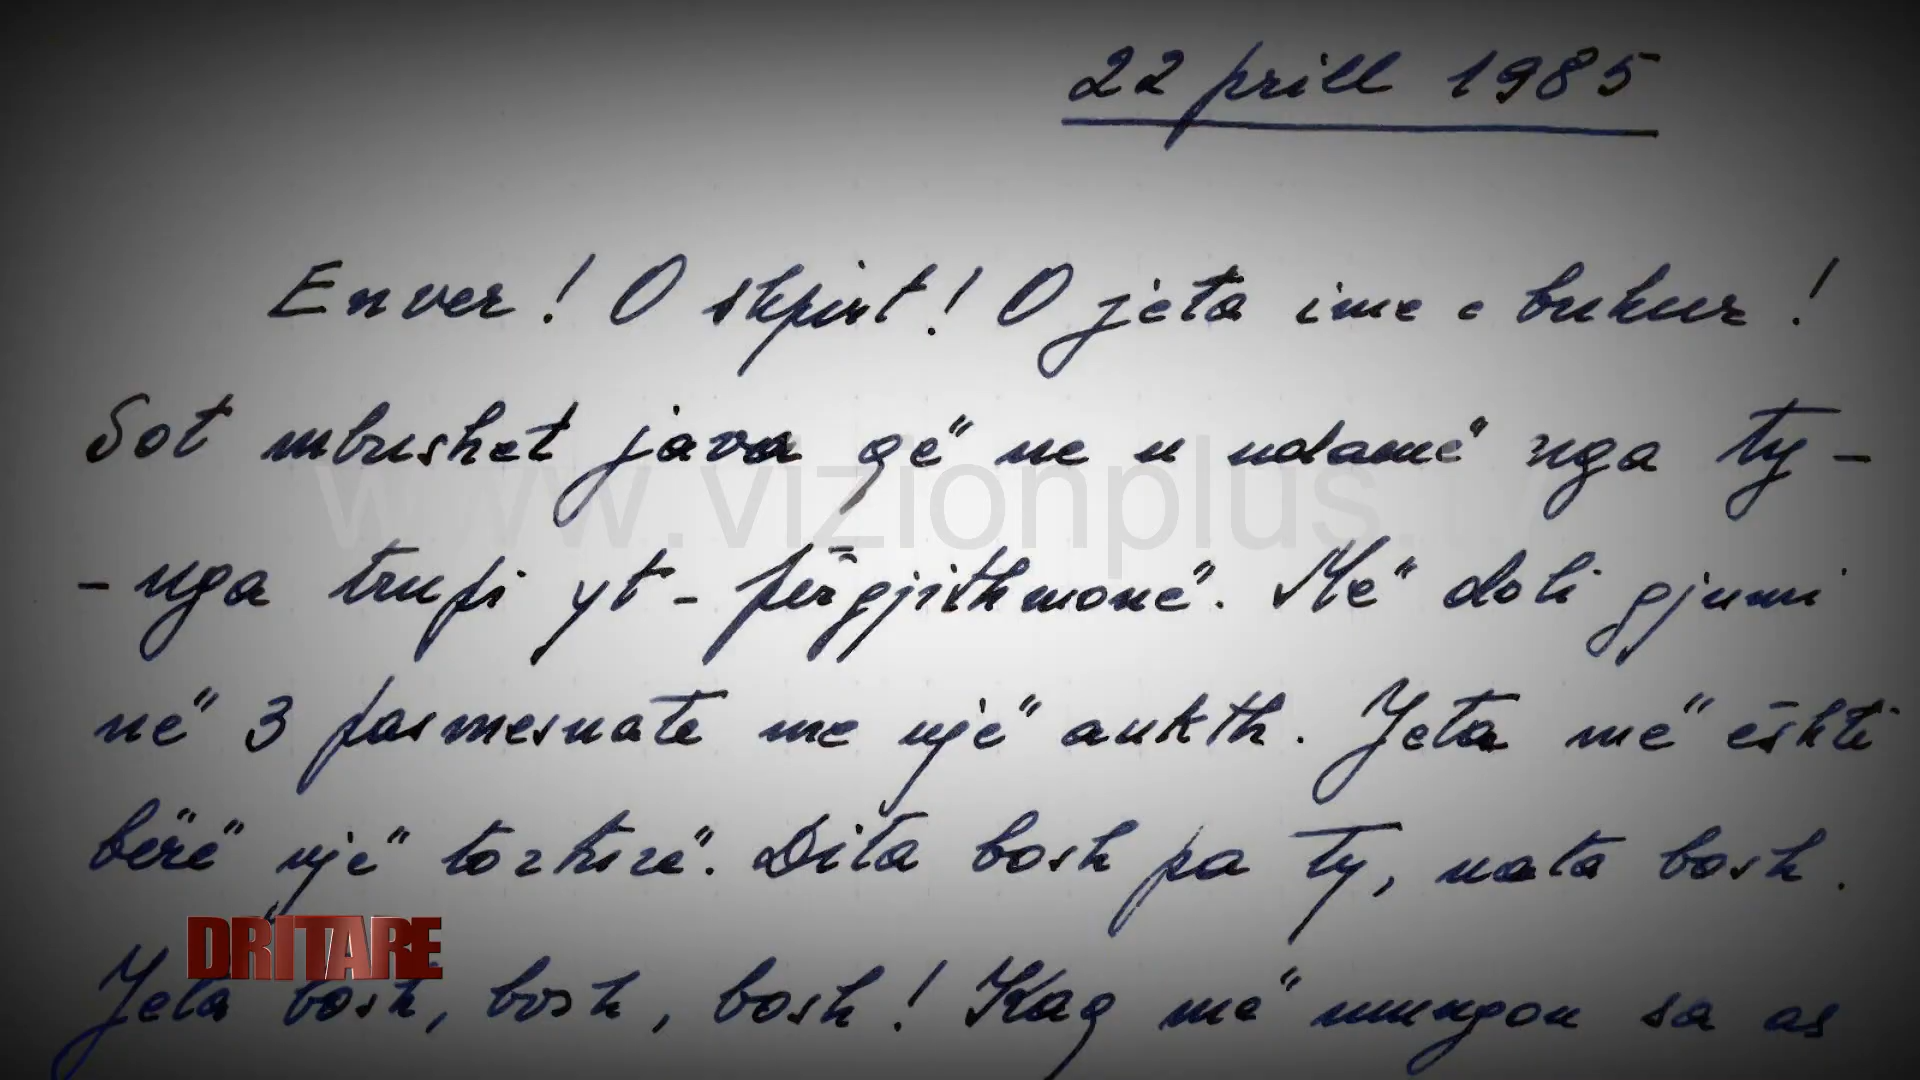 22 prill 1985
Enver! O shpirt! O jeta ime e bukur!
Sot mbushet java që ne u ndamë nga ty -
www.vizionplus.tv
- nga trupi yt - përgjithmonë. Më doli gjumi
në 3 pasmesnate me një ankth. Jeta më është
bërë një torturë. Dita bosh pa ty, nata bosh.
DRITARE
Jeta bosh, bosh, bosh! Kaq më mungon sa as